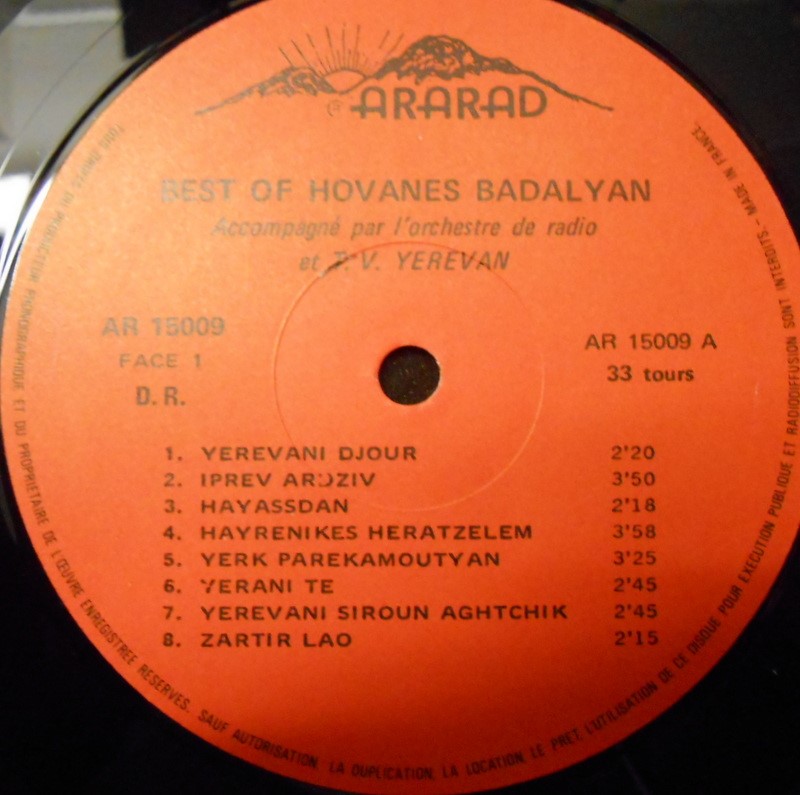 ARARAD
BEST OF HOVANES BADALYAN
Accompagné par l'orchestre de radio
et T.V. YEREVAN
AR 15009
FACE 1
D.R.
AR 15009 A
33 tours
1. YEREVANI DJOUR 2'20
2. IPREV ARDZIV 3'50
3. HAYASSDAN 2'18
4. HAYRENIKES HERATZELEM 3'58
5. YERK PAREKAMOUTYAN 3'25
6. YERANI TE 2'45
7. YEREVANI SIROUN AGHTCHIK 2'45
8. ZARTIR LAO 2'15
TOUS DROITS DU PRODUCTEUR PHONOGRAPHIQUE ET DU PROPRIETAIRE DE L'ŒUVRE ENREGISTREE RESERVES. SAUF AUTORISATION, LA DUPLICATION, LA LOCATION, LE PRET, L'UTILISATION DE CE DISQUE POUR EXECUTION PUBLIQUE ET RADIODIFFUSION SONT INTERDITS. - MADE IN FRANCE.